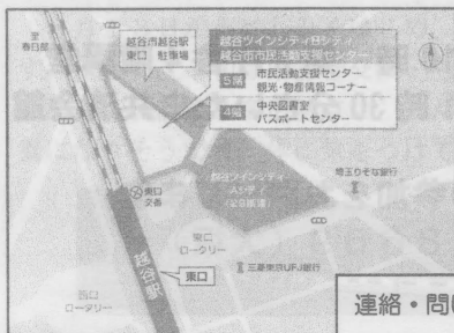 至
春日部
越谷市越谷駅
東口 駐車場
越谷ツインシティBシティ
越谷市市民活動支援センター
5階 市民活動支援センター
観光・物産情報コーナー
4階 中央図書室
パスポートセンター
N
越谷ツインシティ
Aシティ
埼玉りそな銀行
東口
交番
東口
ロータリー
越谷駅
東口
三菱東京UFJ銀行
西口
ロータリー
連絡・問い